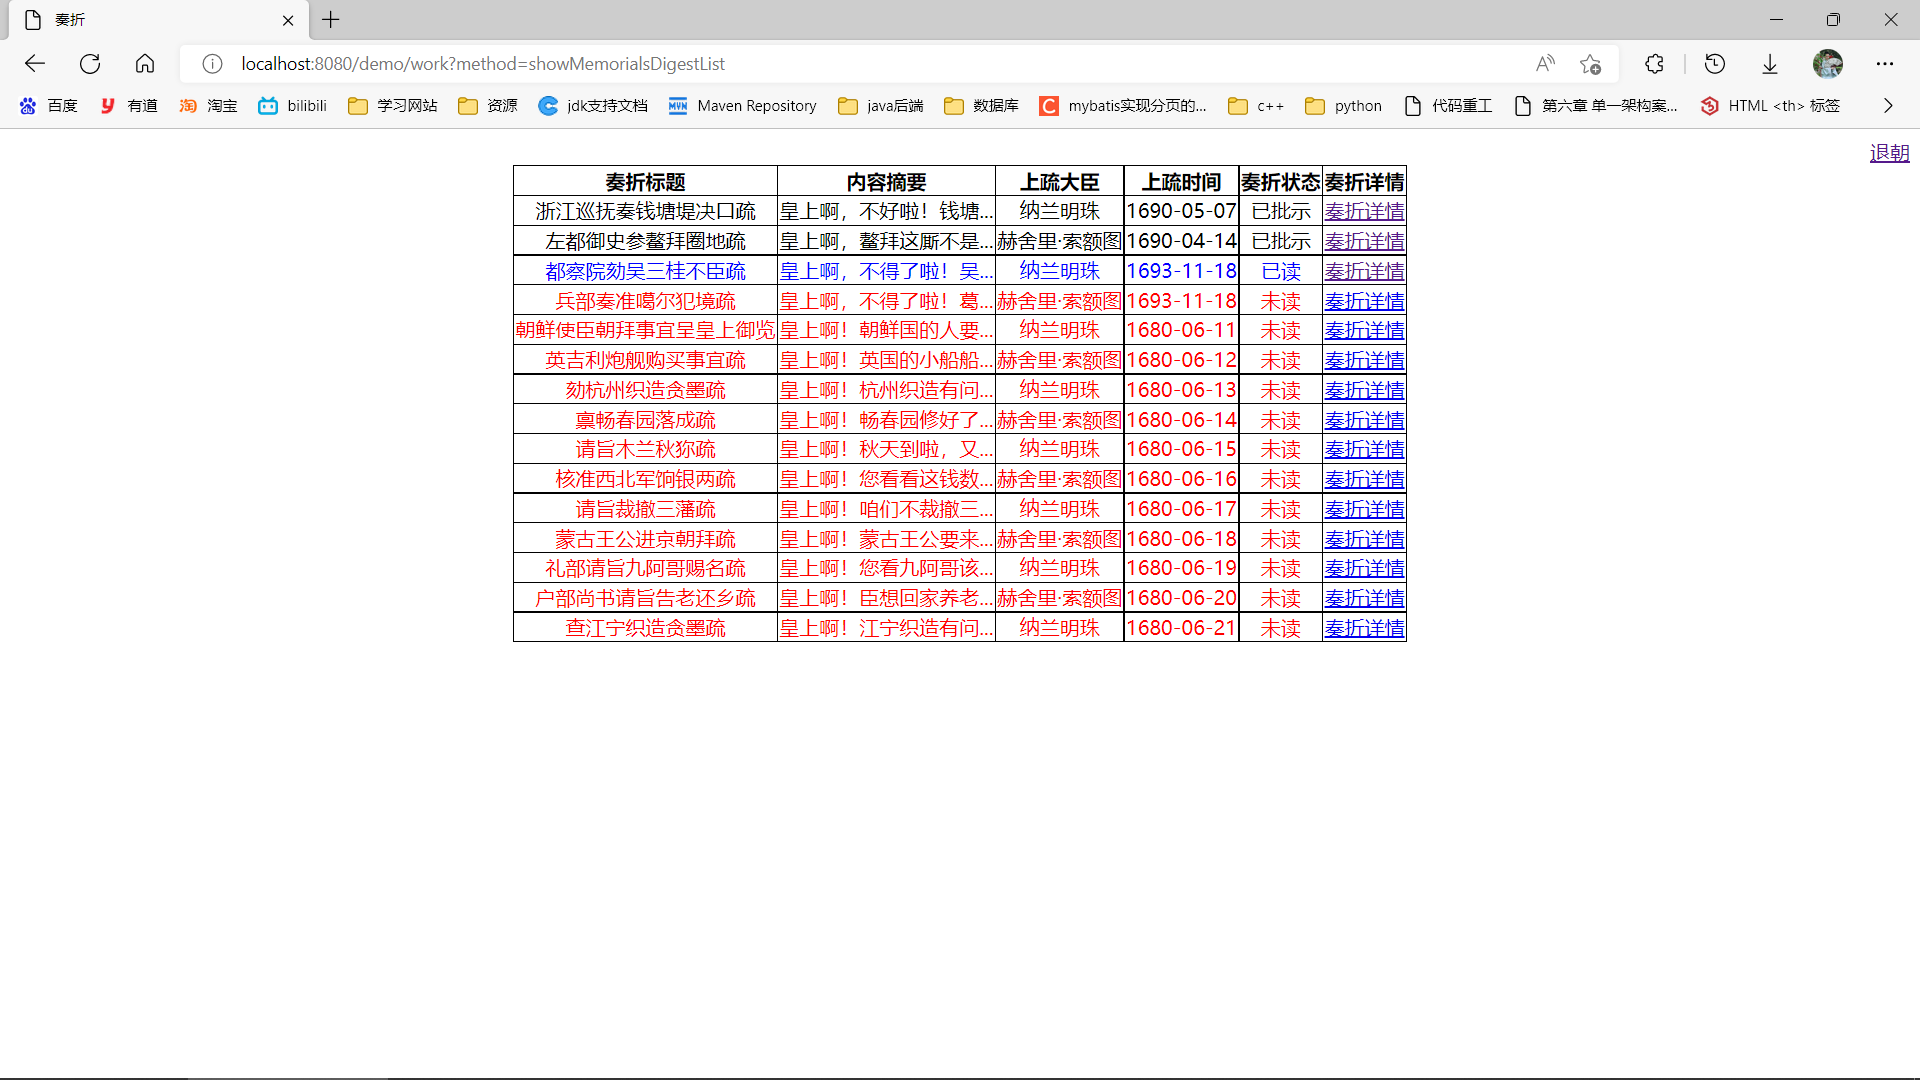 奏折
localhost:8080/demo/work?method=showMemorialsDigestList
百度 有道 淘宝 bilibili 学习网站 资源 jdk支持文档 Maven Repository java后端 数据库 mybatis实现分页的... c++ python 代码重工 第六章 单一架构案... HTML <th> 标签
退朝
奏折标题 内容摘要 上疏大臣 上疏时间 奏折状态 奏折详情
浙江巡抚奏钱塘堤决口疏 皇上啊，不好啦！钱塘... 纳兰明珠 1690-05-07 已批示 奏折详情
左都御史参鳌拜圈地疏 皇上啊，鳌拜这厮不是... 赫舍里·索额图 1690-04-14 已批示 奏折详情
都察院劾吴三桂不臣疏 皇上啊，不得了啦！吴... 纳兰明珠 1693-11-18 已读 奏折详情
兵部奏准噶尔犯境疏 皇上啊，不得了啦！葛... 赫舍里·索额图 1693-11-18 未读 奏折详情
朝鲜使臣朝拜事宜呈皇上御览 皇上啊！朝鲜国的人要... 纳兰明珠 1680-06-11 未读 奏折详情
英吉利炮舰购买事宜疏 皇上啊！英国的小船船... 赫舍里·索额图 1680-06-12 未读 奏折详情
劾杭州织造贪墨疏 皇上啊！杭州织造有问... 纳兰明珠 1680-06-13 未读 奏折详情
禀畅春园落成疏 皇上啊！畅春园修好了... 赫舍里·索额图 1680-06-14 未读 奏折详情
请旨木兰秋狝疏 皇上啊！秋天到啦，又... 纳兰明珠 1680-06-15 未读 奏折详情
核准西北军饷银两疏 皇上啊！您看看这钱数... 赫舍里·索额图 1680-06-16 未读 奏折详情
请旨裁撤三藩疏 皇上啊！咱们不裁撤三... 纳兰明珠 1680-06-17 未读 奏折详情
蒙古王公进京朝拜疏 皇上啊！蒙古王公要来... 赫舍里·索额图 1680-06-18 未读 奏折详情
礼部请旨九阿哥赐名疏 皇上啊！您看九阿哥该... 纳兰明珠 1680-06-19 未读 奏折详情
户部尚书请旨告老还乡疏 皇上啊！臣想回家养老... 赫舍里·索额图 1680-06-20 未读 奏折详情
查江宁织造贪墨疏 皇上啊！江宁织造有问... 纳兰明珠 1680-06-21 未读 奏折详情